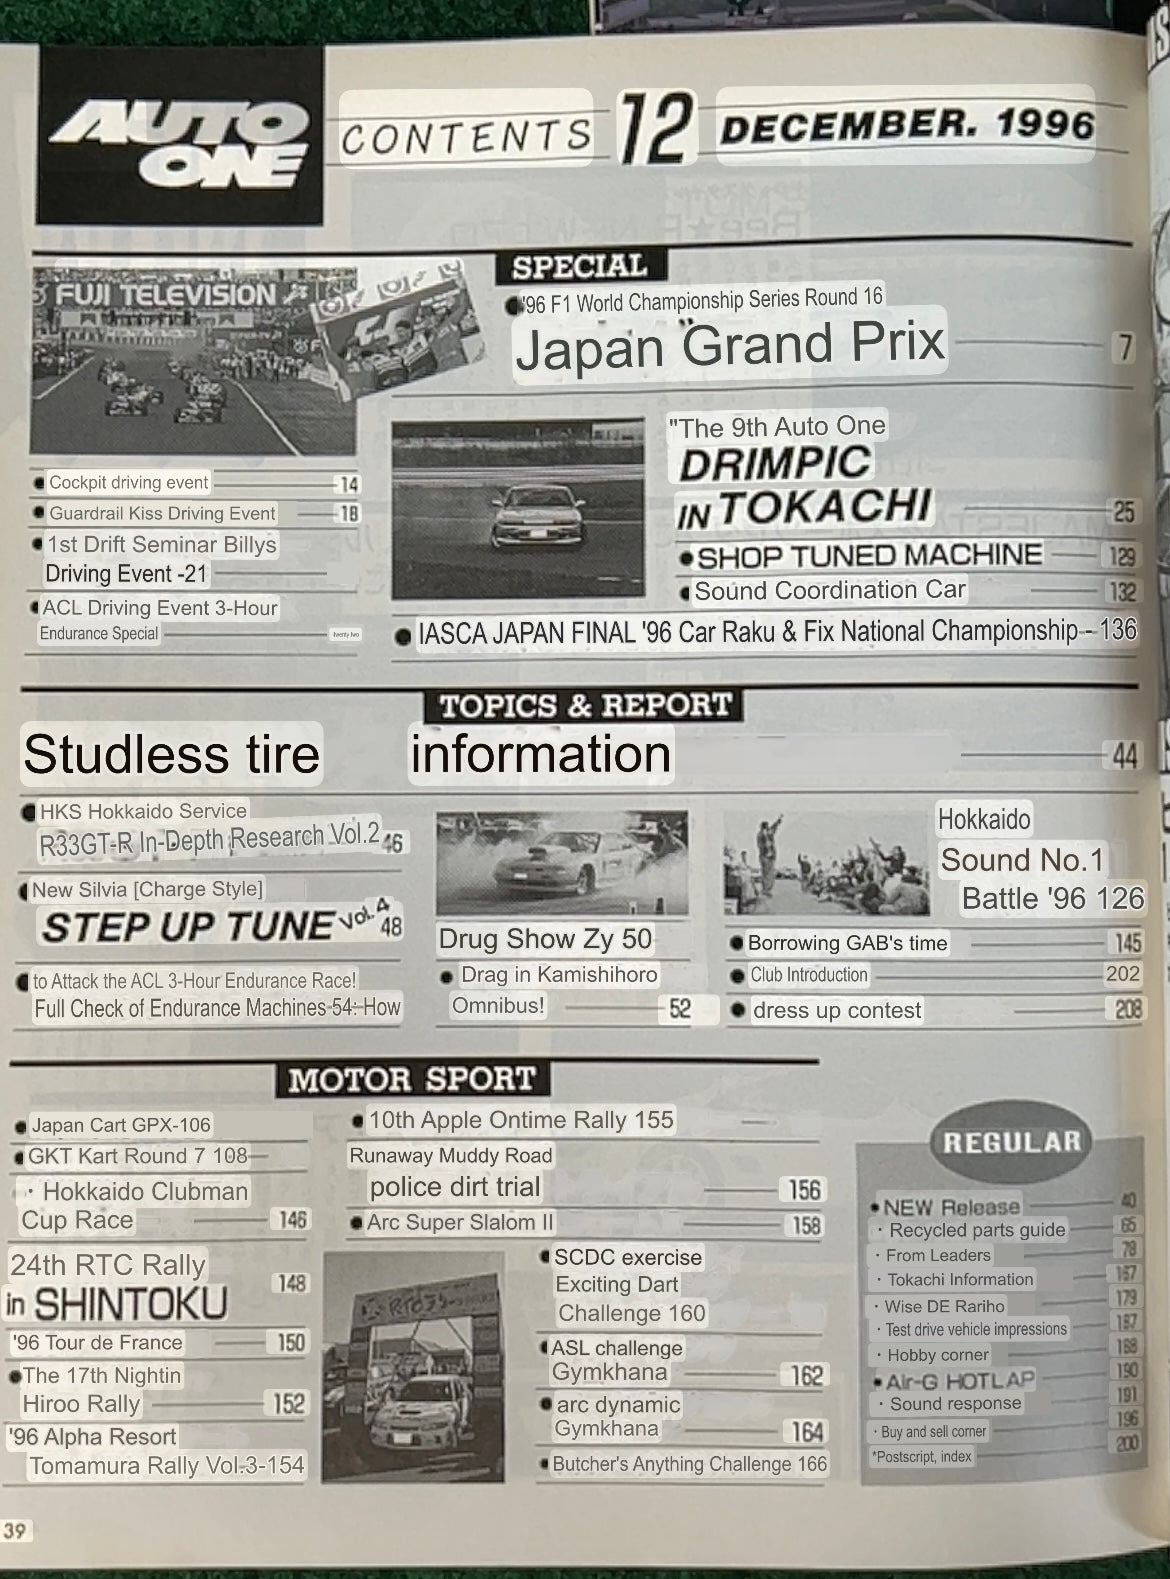 AUTO
ONE
CONTENTS 12 DECEMBER. 1996
SPECIAL
FUJI TELEVISION
'96 F1 World Championship Series Round 16
Japan Grand Prix 7
Cockpit driving event 14
Guardrail Kiss Driving Event 18
1st Drift Seminar Billys
Driving Event -21
ACL Driving Event 3-Hour
Endurance Special twenty two
"The 9th Auto One
DRIMPIC
IN TOKACHI 25
SHOP TUNED MACHINE 129
Sound Coordination Car 132
IASCA JAPAN FINAL '96 Car Raku & Fix National Championship - 136
TOPICS & REPORT
Studless tire information 44
HKS Hokkaido Service
R33GT-R In-Depth Research Vol.2 46
New Silvia [Charge Style]
STEP UP TUNE Vol.4 48
to Attack the ACL 3-Hour Endurance Race!
Full Check of Endurance Machines 54: How
Drug Show Zy 50
Drag in Kamishihoro
Omnibus! 52
Hokkaido
Sound No.1
Battle '96 126
Borrowing GAB's time 145
Club Introduction 202
dress up contest 208
MOTOR SPORT
Japan Cart GPX-106
GKT Kart Round 7 108
· Hokkaido Clubman
Cup Race 146
24th RTC Rally
in SHINTOKU 148
'96 Tour de France 150
The 17th Nightin
Hiroo Rally 152
'96 Alpha Resort
Tomamura Rally Vol.3-154
10th Apple Ontime Rally 155
Runaway Muddy Road
police dirt trial 156
Arc Super Slalom II 158
SCDC exercise
Exciting Dart
Challenge 160
ASL challenge
Gymkhana 162
arc dynamic
Gymkhana 164
Butcher's Anything Challenge 166
REGULAR
NEW Release 40
· Recycled parts guide 65
· From Leaders 78
· Tokachi Information 167
· Wise DE Rariho 179
· Test drive vehicle impressions 187
· Hobby corner 188
Air-G HOTLAP 190
· Sound response 191
· Buy and sell corner 196
*Postscript, index 200
39